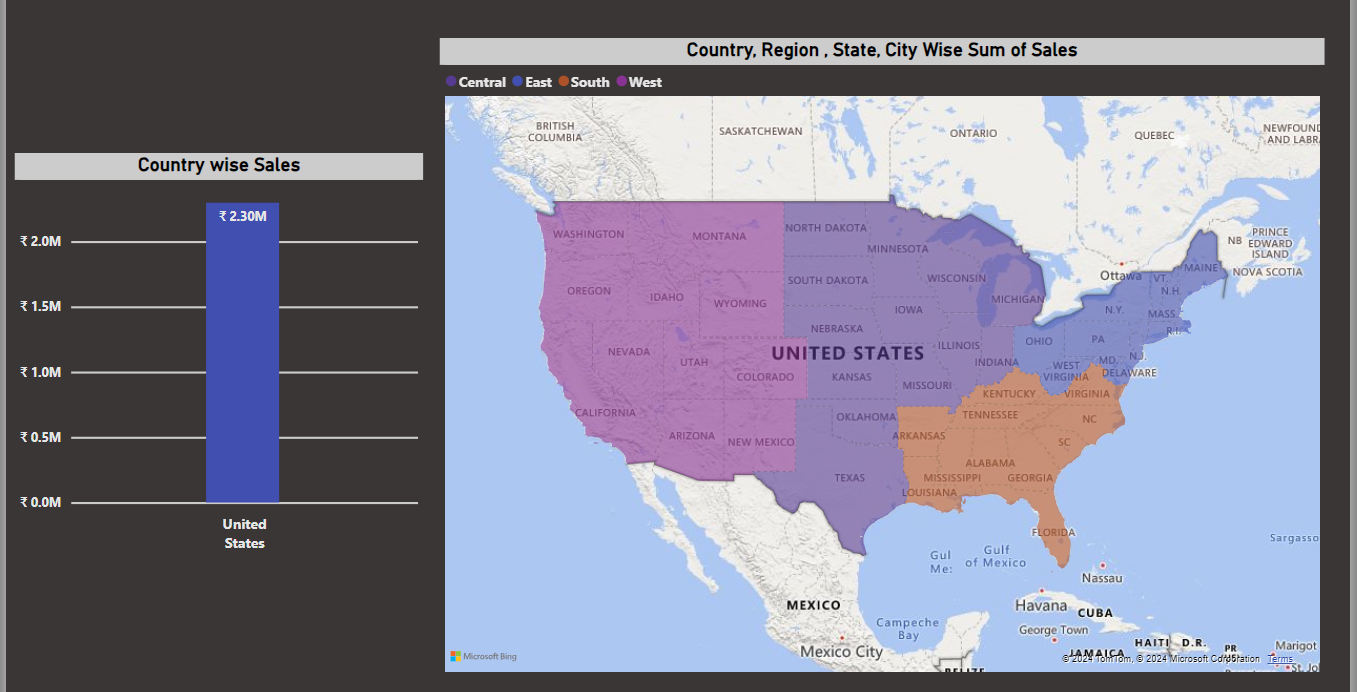 Country, Region , State, City Wise Sum of Sales
Central East South West
Country wise Sales
₹ 2.30M
₹ 2.0M
₹ 1.5M
₹ 1.0M
₹ 0.5M
₹ 0.0M
United
States
BRITISH
COLUMBIA
SASKATCHEWAN
ONTARIO
QUEBEC
NEWFOUND
AND LABR
WASHINGTON
MONTANA
NORTH DAKOTA
MINNESOTA
Ottawa
VT.
MAINE
NB
PRINCE
EDWARD
ISLAND
NOVA SCOTIA
OREGON
IDAHO
WYOMING
SOUTH DAKOTA
WISCONSIN
MICHIGAN
N.H.
N.Y.
MASS
R.I.
NEBRASKA
IOWA
ILLINOIS
INDIANA
OHIO
PA
N.J.
MD
DELAWARE
NEVADA
UTAH
COLORADO
UNITED STATES
KANSAS
MISSOURI
WEST
VIRGINIA
KENTUCKY
VIRGINIA
CALIFORNIA
ARIZONA
NEW MEXICO
OKLAHOMA
ARKANSAS
TENNESSEE
NC
SC
TEXAS
LOUISIANA
MISSISSIPPI
ALABAMA
GEORGIA
FLORIDA
Sargasso
Gul
Me:
Gulf
of Mexico
Nassau
MEXICO
Havana
CUBA
Campeche
Bay
George Town
Mexico City
HAITI
D.R.
PR
(US)
Marigot
JAMAICA
St. Jo
BELIZE
Microsoft Bing
© 2024 TomTom, © 2024 Microsoft Corporation Terms